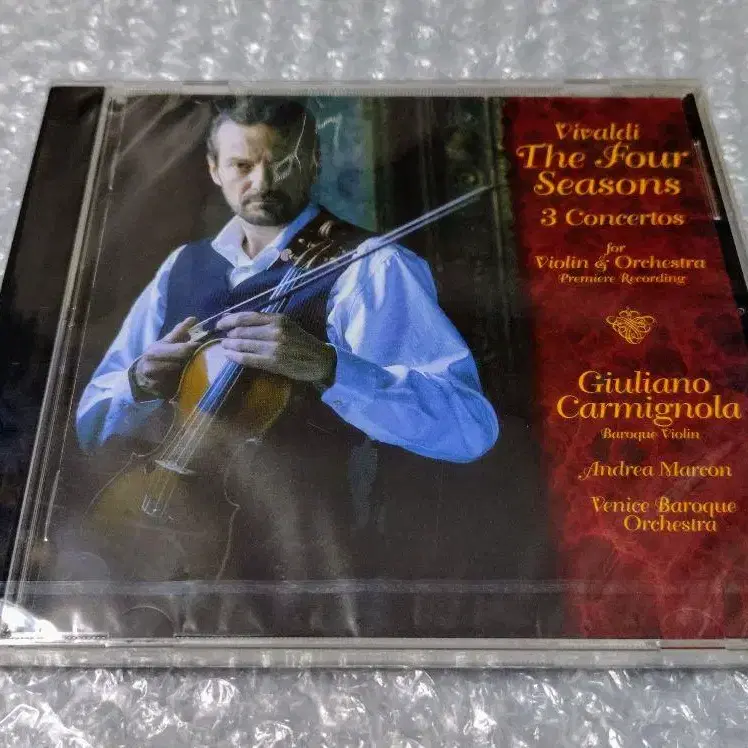 Vivaldi
The Four
Seasons
3 Concertos
for
Violin & Orchestra
Premiere Recording
Giuliano
Carmignola
Baroque Violin
Andrea Marcon
Venice Baroque
Orchestra